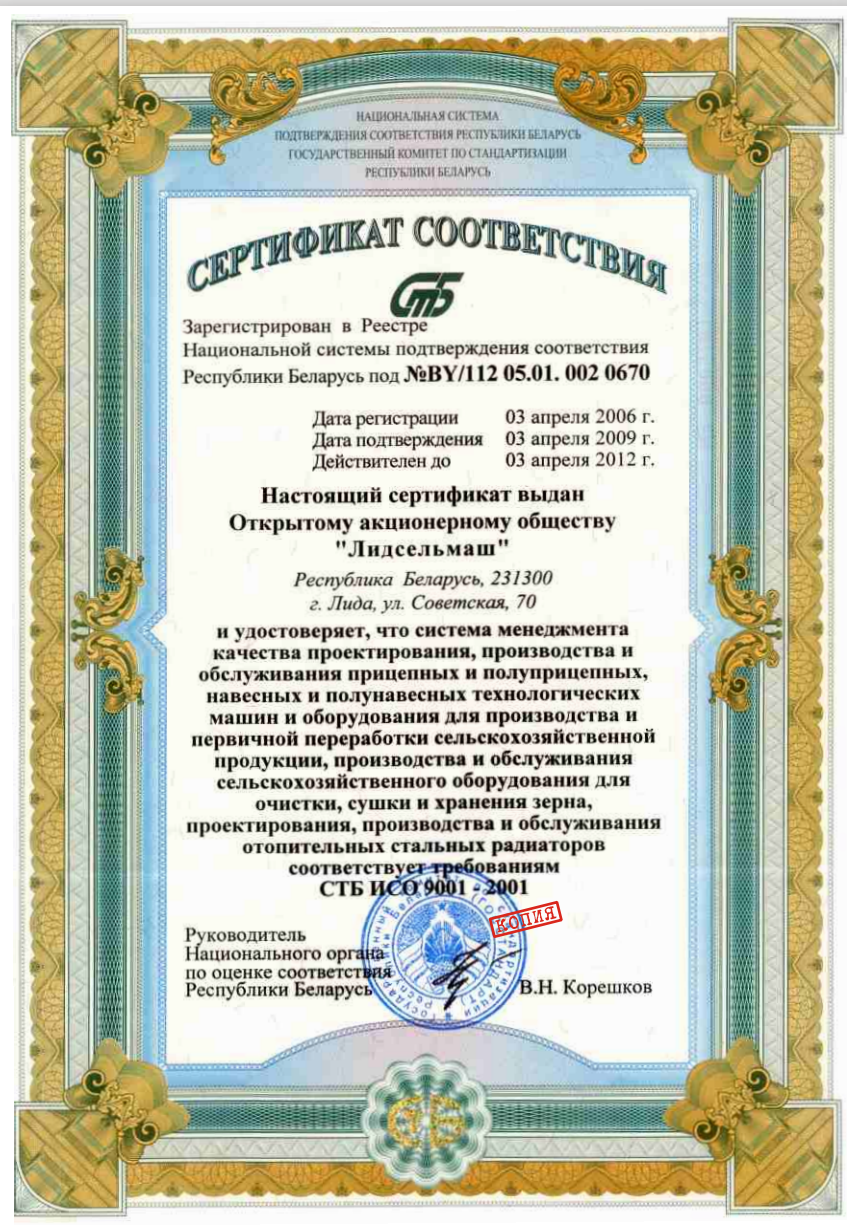 НАЦИОНАЛЬНАЯ СИСТЕМА
ПОДТВЕРЖДЕНИЯ СООТВЕТСТВИЯ РЕСПУБЛИКИ БЕЛАРУСЬ
ГОСУДАРСТВЕННЫЙ КОМИТЕТ ПО СТАНДАРТИЗАЦИИ
РЕСПУБЛИКИ БЕЛАРУСЬ
СЕРТИФИКАТ СООТВЕТСТВИЯ
СТБ
Зарегистрирован в Реестре
Национальной системы подтверждения соответствия
Республики Беларусь под №BY/112 05.01. 002 0670
Дата регистрации 03 апреля 2006 г.
Дата подтверждения 03 апреля 2009 г.
Действителен до 03 апреля 2012 г.
Настоящий сертификат выдан
Открытому акционерному обществу
"Лидсельмаш"
Республика Беларусь, 231300
г. Лида, ул. Советская, 70
и удостоверяет, что система менеджмента
качества проектирования, производства и
обслуживания прицепных и полуприцепных,
навесных и полунавесных технологических
машин и оборудования для производства и
первичной переработки сельскохозяйственной
продукции, производства и обслуживания
сельскохозяйственного оборудования для
очистки, сушки и хранения зерна,
проектирования, производства и обслуживания
отопительных стальных радиаторов
соответствует требованиям
СТБ ИСО 9001 - 2001
КОПИЯ
Руководитель
Национального органа
по оценке соответствия
Республики Беларусь
В.Н. Корешков